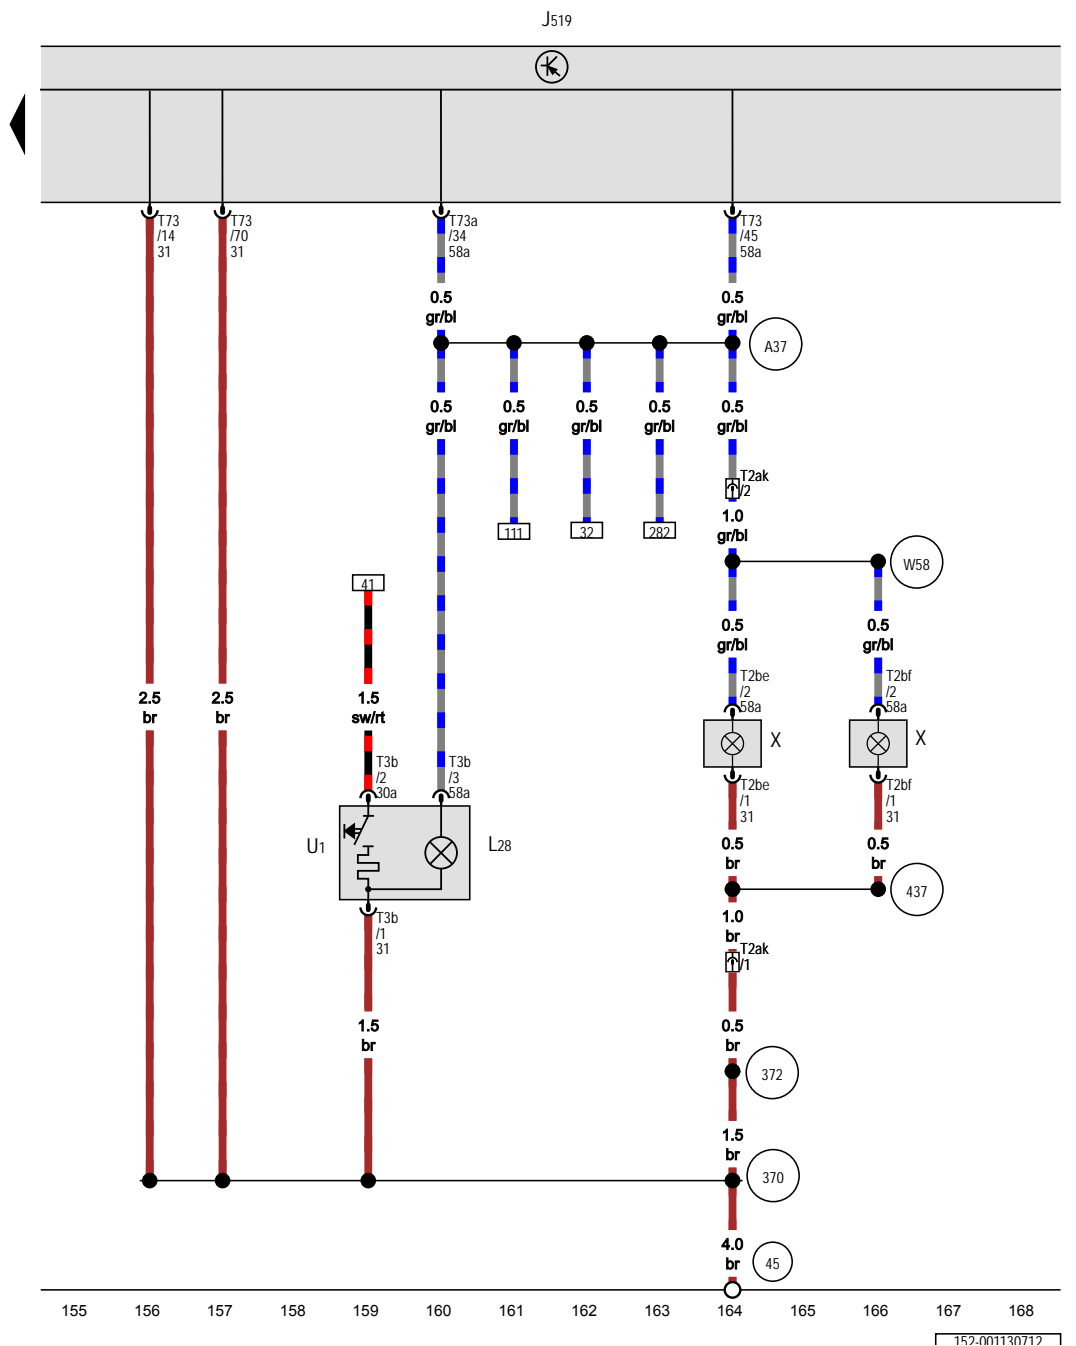 J519
T73
/14
31
T73
/70
31
T73a
/34
58a
T73
/45
58a
0.5
gr/bl
0.5
gr/bl
A37
0.5
gr/bl
0.5
gr/bl
0.5
gr/bl
0.5
gr/bl
0.5
gr/bl
T2ak
/2
111
32
282
1.0
gr/bl
W58
41
0.5
gr/bl
0.5
gr/bl
T2be
/2
58a
T2bf
/2
58a
2.5
br
2.5
br
1.5
sw/rt
X
X
T3b
/2
30a
T3b
/3
58a
T2be
/1
31
T2bf
/1
31
U1
L28
0.5
br
0.5
br
437
T3b
/1
31
1.0
br
T2ak
/1
1.5
br
0.5
br
372
1.5
br
370
4.0
br
45
155 156 157 158 159 160 161 162 163 164 165 166 167 168
152-001130712